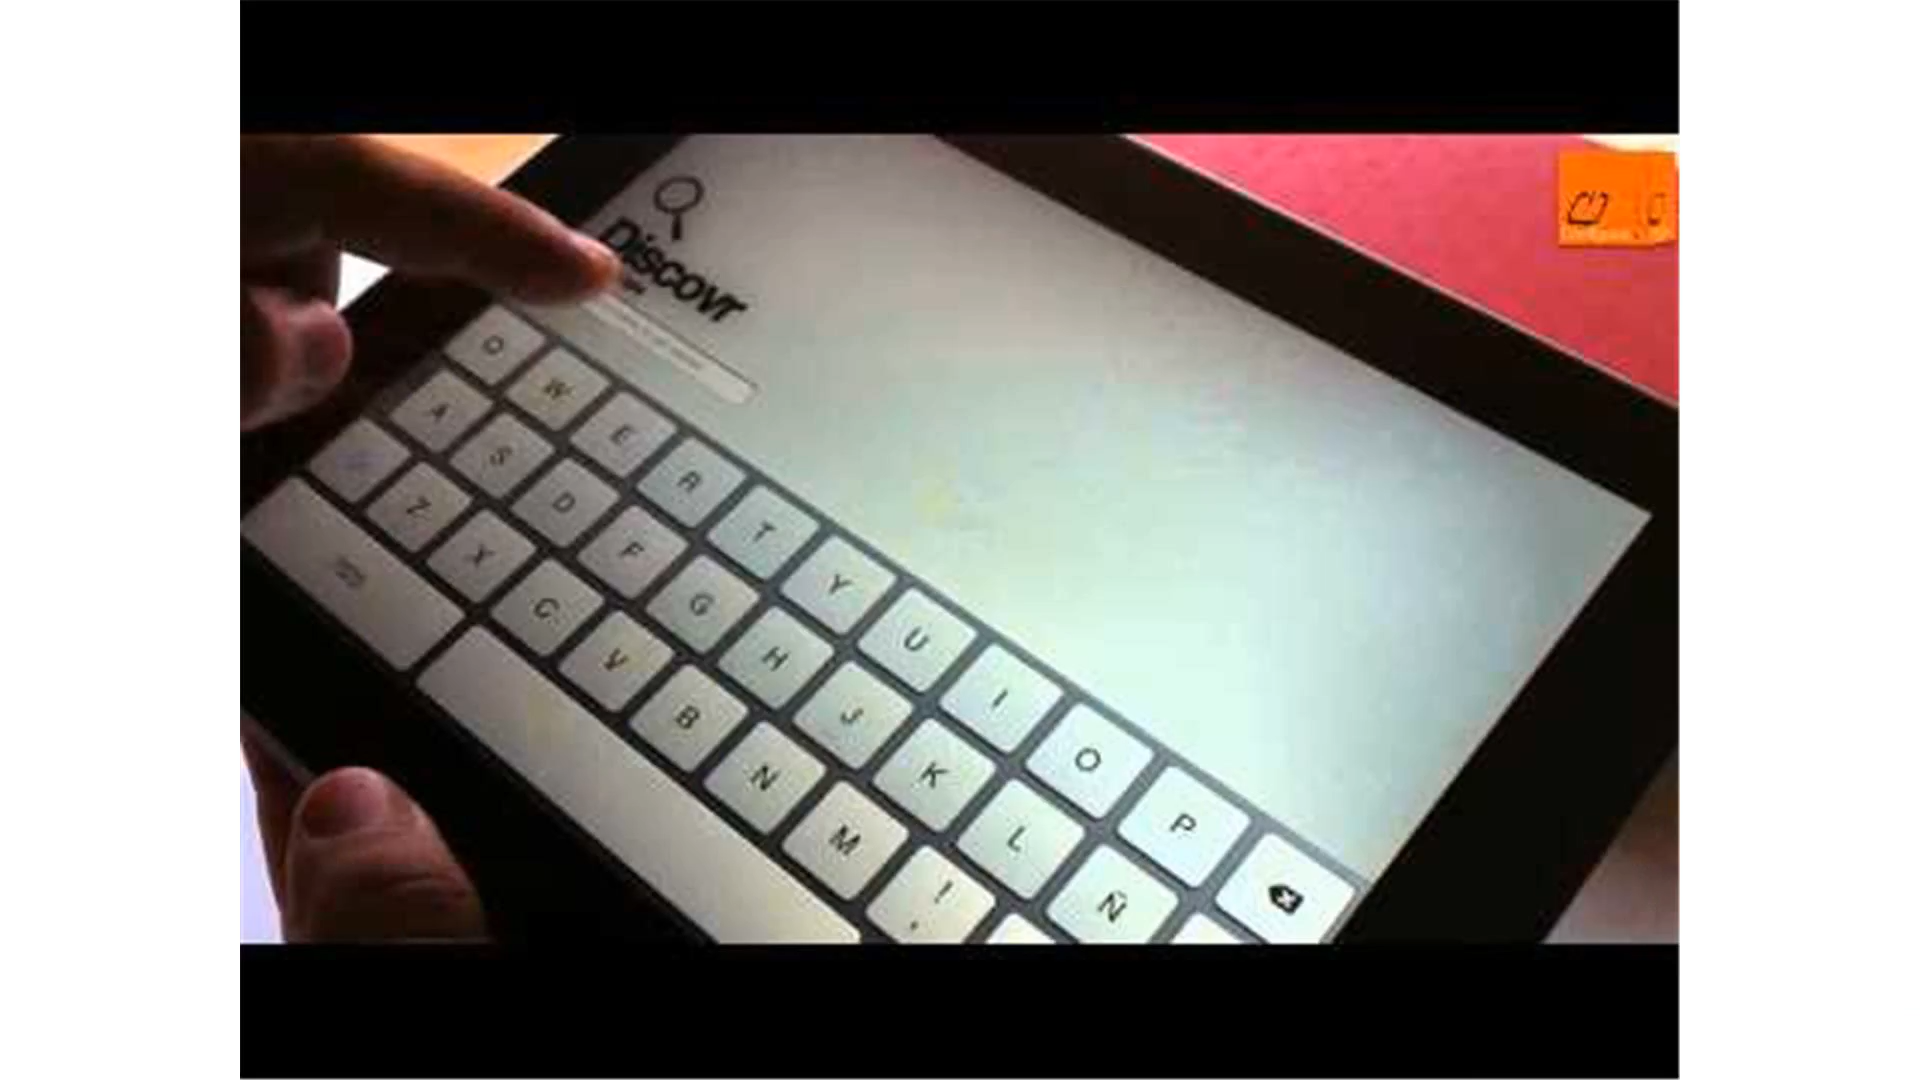 Discovr
Q W E R T Y U I O P
A S D F G H J K L Ñ
Z X C V B N M !
,